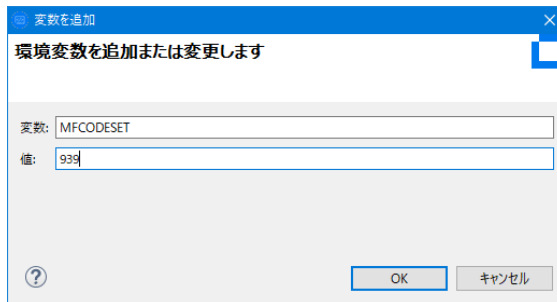 変数を追加
環境変数を追加または変更します
変数: MFCODESET
値: 939
?
OK キャンセル